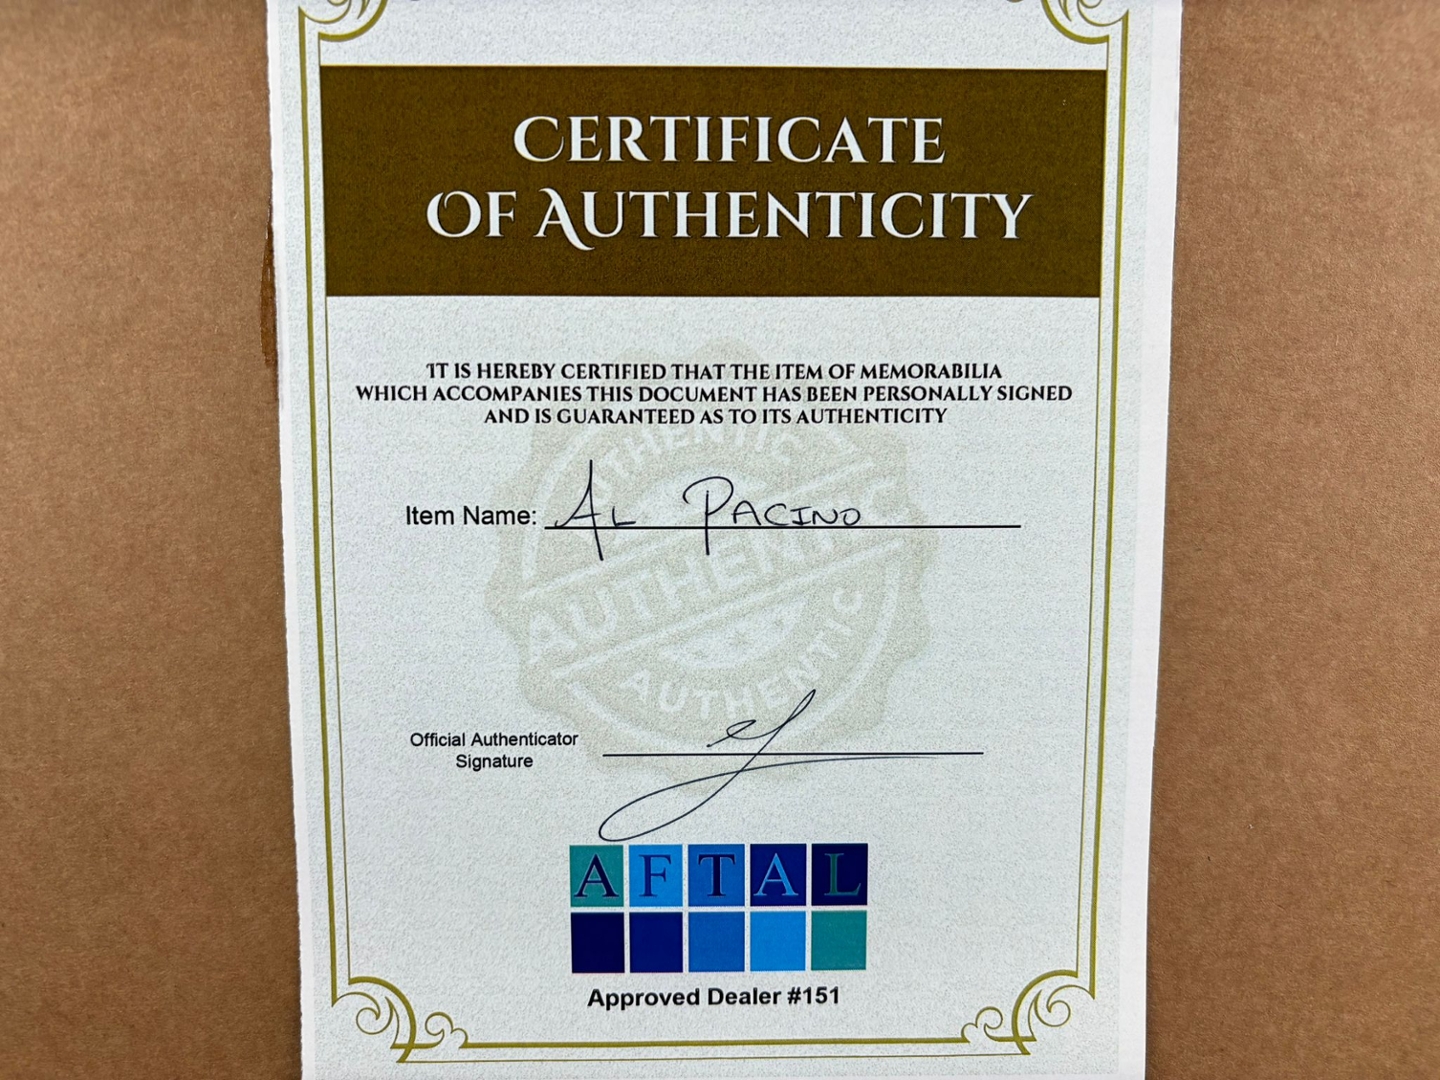 CERTIFICATE
OF AUTHENTICITY
IT IS HEREBY CERTIFIED THAT THE ITEM OF MEMORABILIA
WHICH ACCOMPANIES THIS DOCUMENT HAS BEEN PERSONALLY SIGNED
AND IS GUARANTEED AS TO ITS AUTHENTICITY
AUTHENTIC
Item Name: AL PACINO
AUTHENTIC
AUTHENTIC
Official Authenticator
Signature
AFTAL
Approved Dealer #151